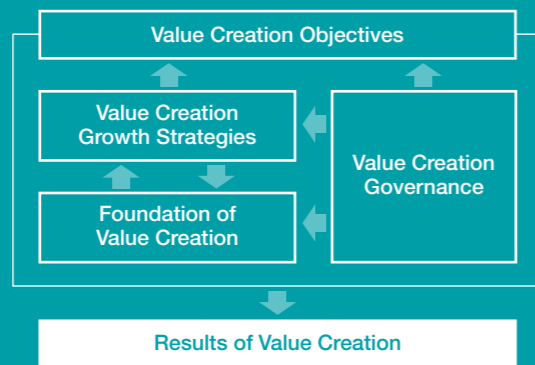 Value Creation Objectives
Value Creation
Growth Strategies
Value Creation
Governance
Foundation of
Value Creation
Results of Value Creation